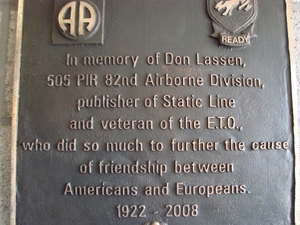 AA
READY
In memory of Don Lassen,
505 PIR 82nd Airborne Division,
publisher of Static Line
and veteran of the E.T.O.,
who did so much to further the cause
of friendship between
Americans and Europeans.
1922 - 2008